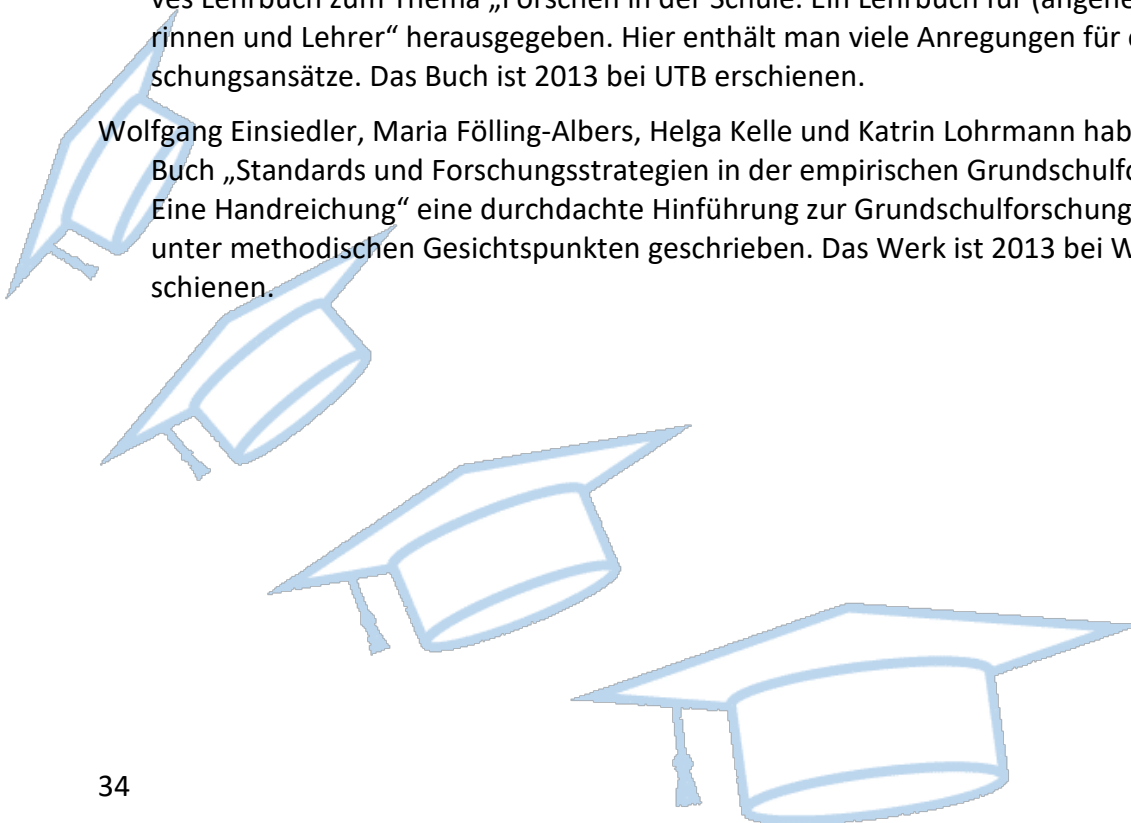 ves Lehrbuch zum Thema „Forschen in der Schule. Ein Lehrbuch für (angehe
rinnen und Lehrer“ herausgegeben. Hier enthält man viele Anregungen für
schungsansätze. Das Buch ist 2013 bei UTB erschienen.
Wolfgang Einsiedler, Maria Fölling-Albers, Helga Kelle und Katrin Lohrmann hab
Buch „Standards und Forschungsstrategien in der empirischen Grundschulfo
Eine Handreichung“ eine durchdachte Hinführung zur Grundschulforschung
unter methodischen Gesichtspunkten geschrieben. Das Werk ist 2013 bei W
schienen.
34